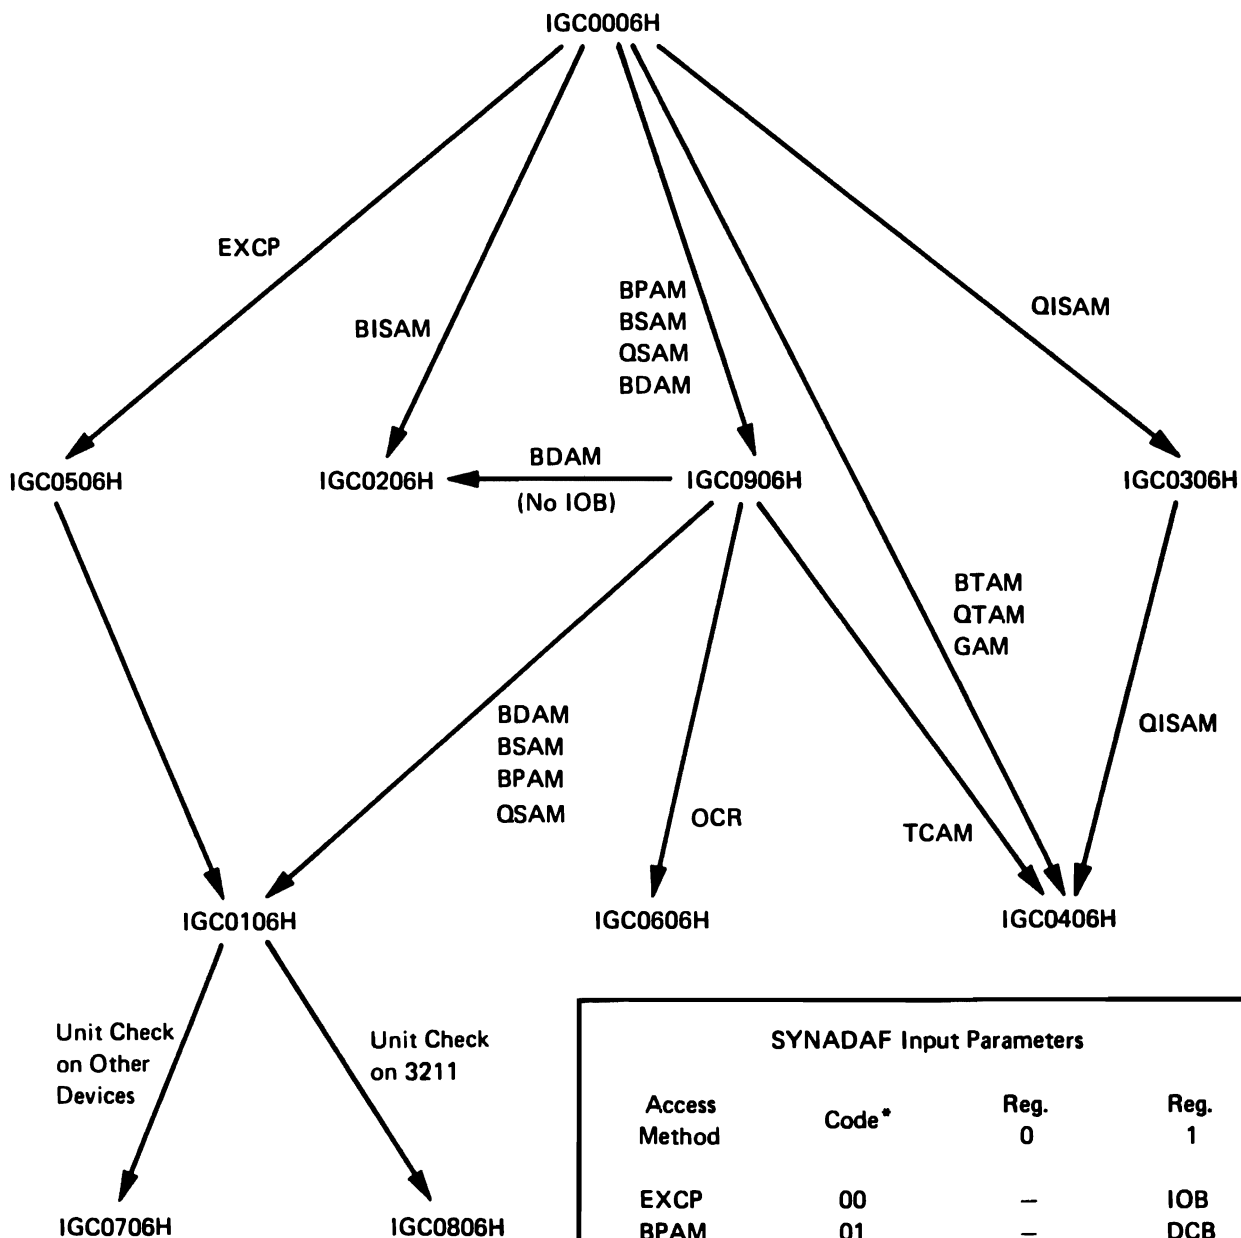 IGC0006H
EXCP
BISAM
BPAM
BSAM
QSAM
BDAM
QISAM
IGC0506H
IGC0206H
BDAM
(No IOB)
IGC0906H
IGC0306H
BTAM
QTAM
GAM
BDAM
BSAM
BPAM
QSAM
OCR
TCAM
QISAM
IGC0106H
IGC0606H
IGC0406H
Unit Check
on Other
Devices
Unit Check
on 3211
IGC0706H
IGC0806H
SYNADAF Input Parameters
Access
Method
Code*
Reg.
0
Reg.
1
EXCP 00 – IOB
BPAM 01 – DCB